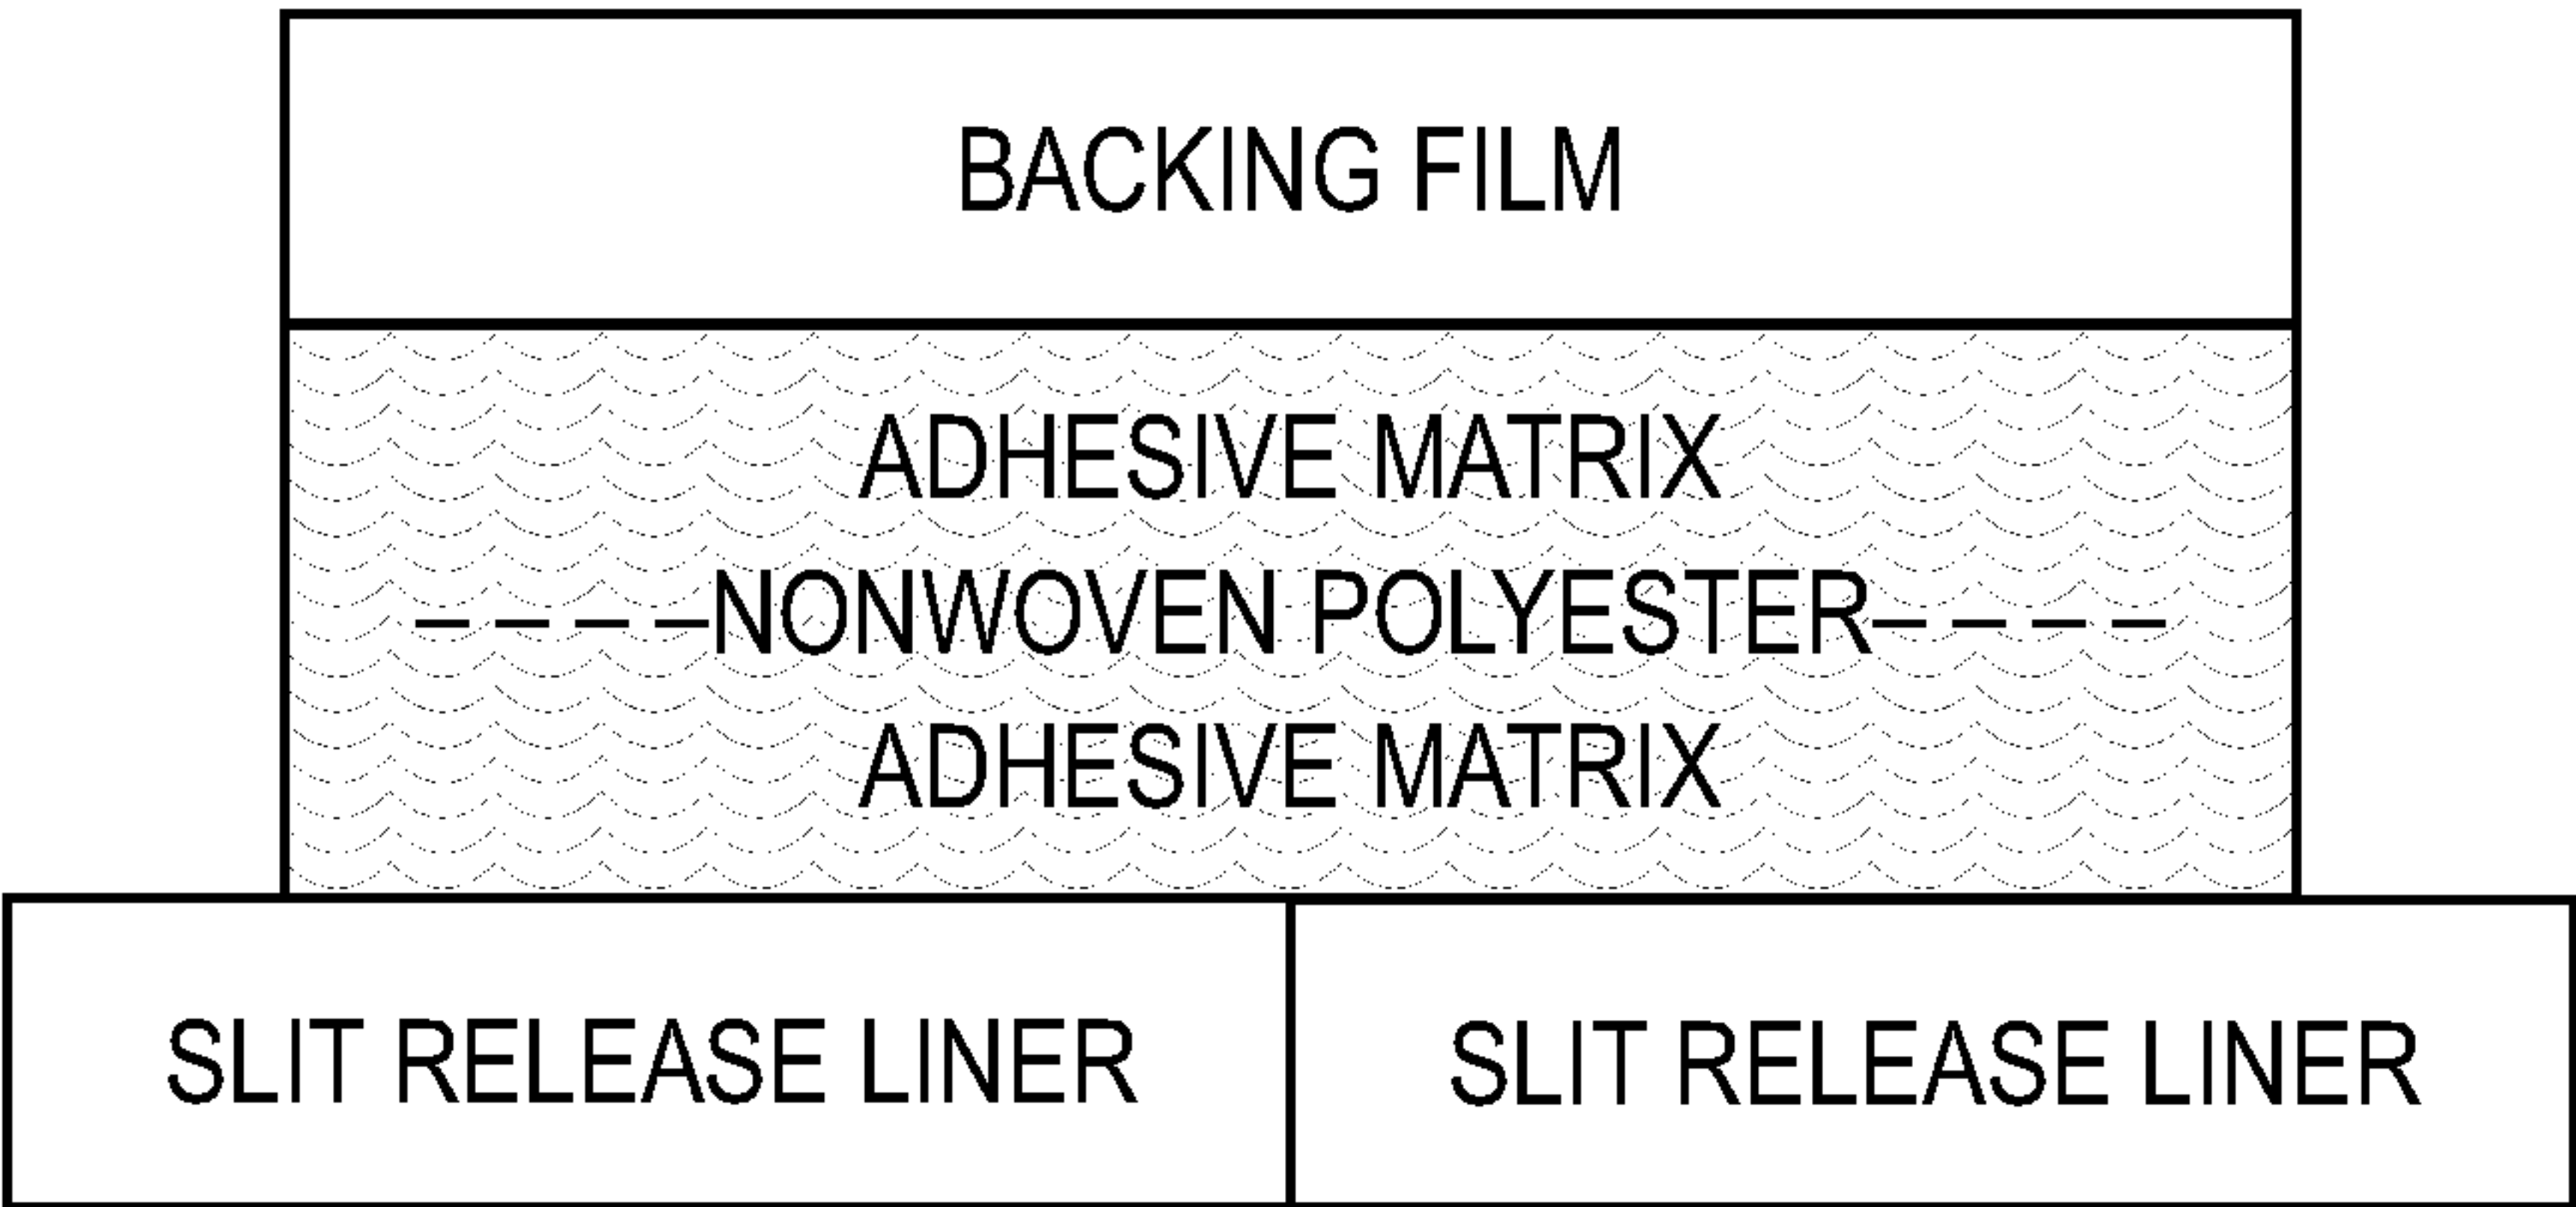 BACKING FILM
ADHESIVE MATRIX
NONWOVEN POLYESTER
ADHESIVE MATRIX
SLIT RELEASE LINER SLIT RELEASE LINER